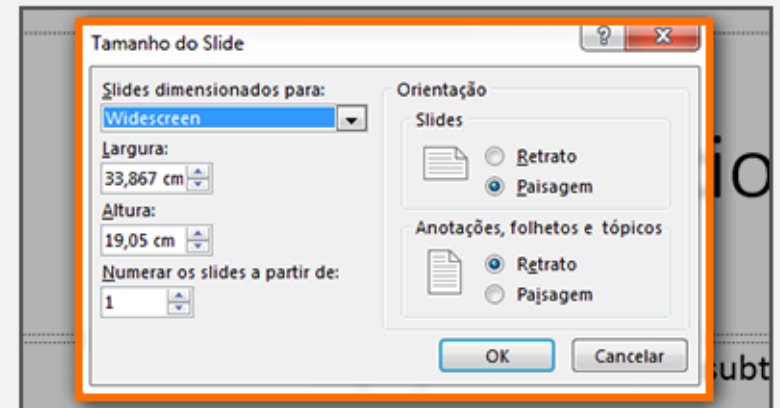 Tamanho do Slide
Slides dimensionados para:
Widescreen
Largura:
33,867 cm
Altura:
19,05 cm
Numerar os slides a partir de:
1
Orientação
Slides
Retrato
Paisagem
Anotações, folhetos e tópicos
Retrato
Paisagem
OK
Cancelar
io
subt